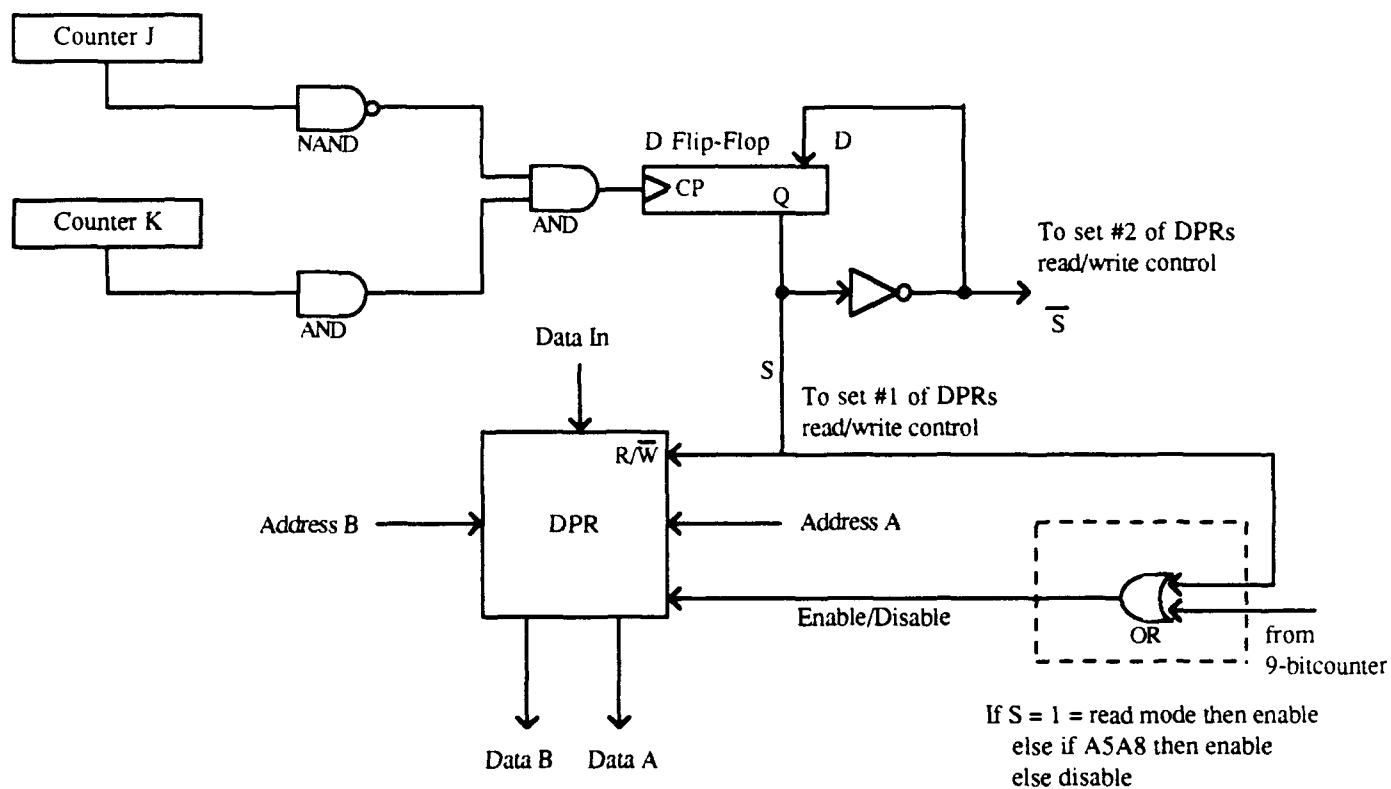 Counter J
NAND
D Flip-Flop
D
CP
Q
AND
Counter K
AND
To set #2 of DPRs
read/write control
S̅
Data In
S
To set #1 of DPRs
read/write control
R/W̅
Address B
DPR
Address A
Enable/Disable
OR
from
9-bitcounter
Data B
Data A
If S = 1 = read mode then enable
else if A5A8 then enable
else disable